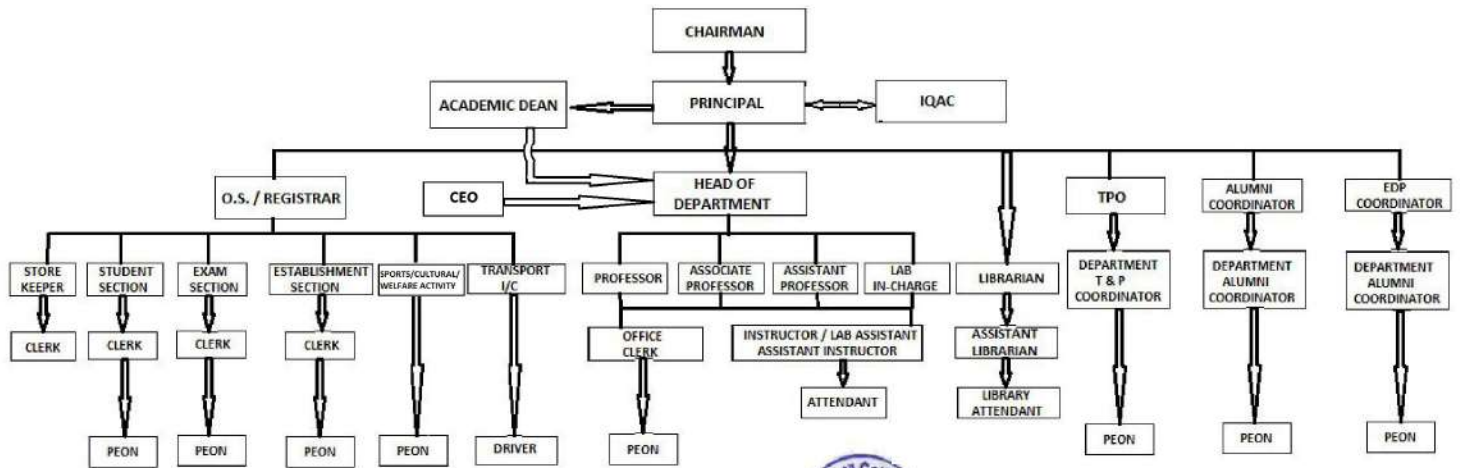 CHAIRMAN
ACADEMIC DEAN
PRINCIPAL
IQAC
O.S. / REGISTRAR
CEO
HEAD OF
DEPARTMENT
TPO
ALUMNI
COORDINATOR
EDP
COORDINATOR
STORE
KEEPER
STUDENT
SECTION
EXAM
SECTION
ESTABLISHMENT
SECTION
SPORTS/CULTURAL/
WELFARE ACTIVITY
TRANSPORT
I/C
PROFESSOR
ASSOCIATE
PROFESSOR
ASSISTANT
PROFESSOR
LAB
IN-CHARGE
LIBRARIAN
DEPARTMENT
T & P
COORDINATOR
DEPARTMENT
ALUMNI
COORDINATOR
DEPARTMENT
ALUMNI
COORDINATOR
CLERK
CLERK
CLERK
CLERK
OFFICE
CLERK
INSTRUCTOR / LAB ASSISTANT
ASSISTANT INSTRUCTOR
ASSISTANT
LIBRARIAN
ATTENDANT
LIBRARY
ATTENDANT
PEON
PEON
PEON
PEON
DRIVER
PEON
PEON
PEON
PEON